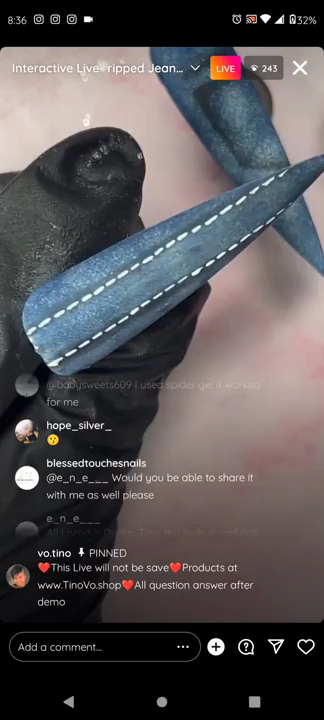 8:36
32%
Interactive Live- ripped Jean...
LIVE
243
@babysweets609 I used spider gel it worked
for me
hope_silver_
😗
blessedtouchesnails
@e_n_e___ Would you be able to share it
with me as well please
e_n_e___
vo.tino PINNED
❤️This Live will not be save❤️Products at
www.TinoVo.shop❤️All question answer after
demo
Add a comment...